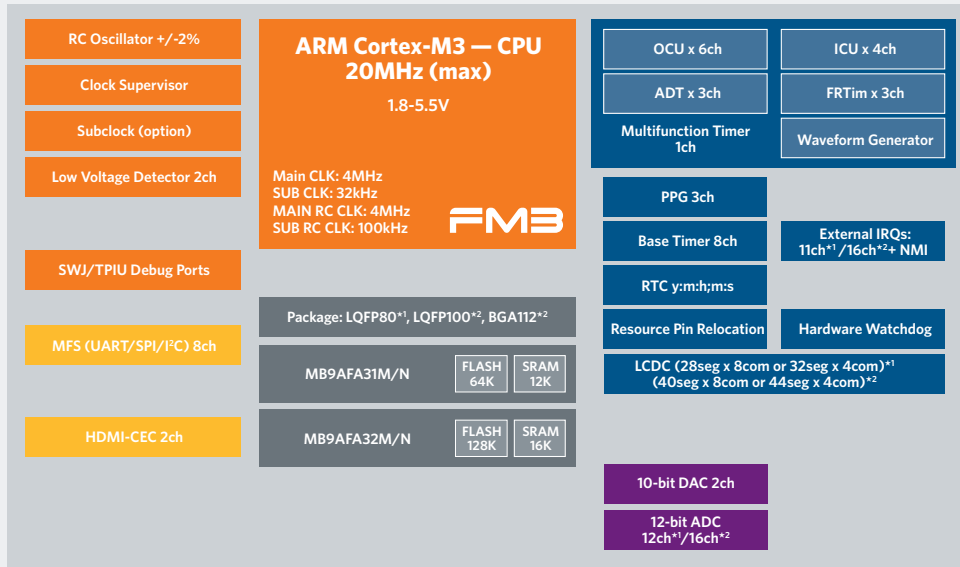 RC Oscillator +/-2%
Clock Supervisor
Subclock (option)
Low Voltage Detector 2ch
SWJ/TPIU Debug Ports
MFS (UART/SPI/I²C) 8ch
HDMI-CEC 2ch
ARM Cortex-M3 — CPU
20MHz (max)
1.8-5.5V
Main CLK: 4MHz
SUB CLK: 32kHz
MAIN RC CLK: 4MHz
SUB RC CLK: 100kHz
FM3
Package: LQFP80*¹, LQFP100*², BGA112*²
MB9AFA31M/N
FLASH
64K
SRAM
12K
MB9AFA32M/N
FLASH
128K
SRAM
16K
OCU x 6ch
ICU x 4ch
ADT x 3ch
FRTim x 3ch
Multifunction Timer
1ch
Waveform Generator
PPG 3ch
Base Timer 8ch
External IRQs:
11ch*¹/16ch*²+ NMI
RTC y:m:h;m:s
Resource Pin Relocation
Hardware Watchdog
LCDC (28seg x 8com or 32seg x 4com)*¹
(40seg x 8com or 44seg x 4com)*²
10-bit DAC 2ch
12-bit ADC
12ch*¹/16ch*²